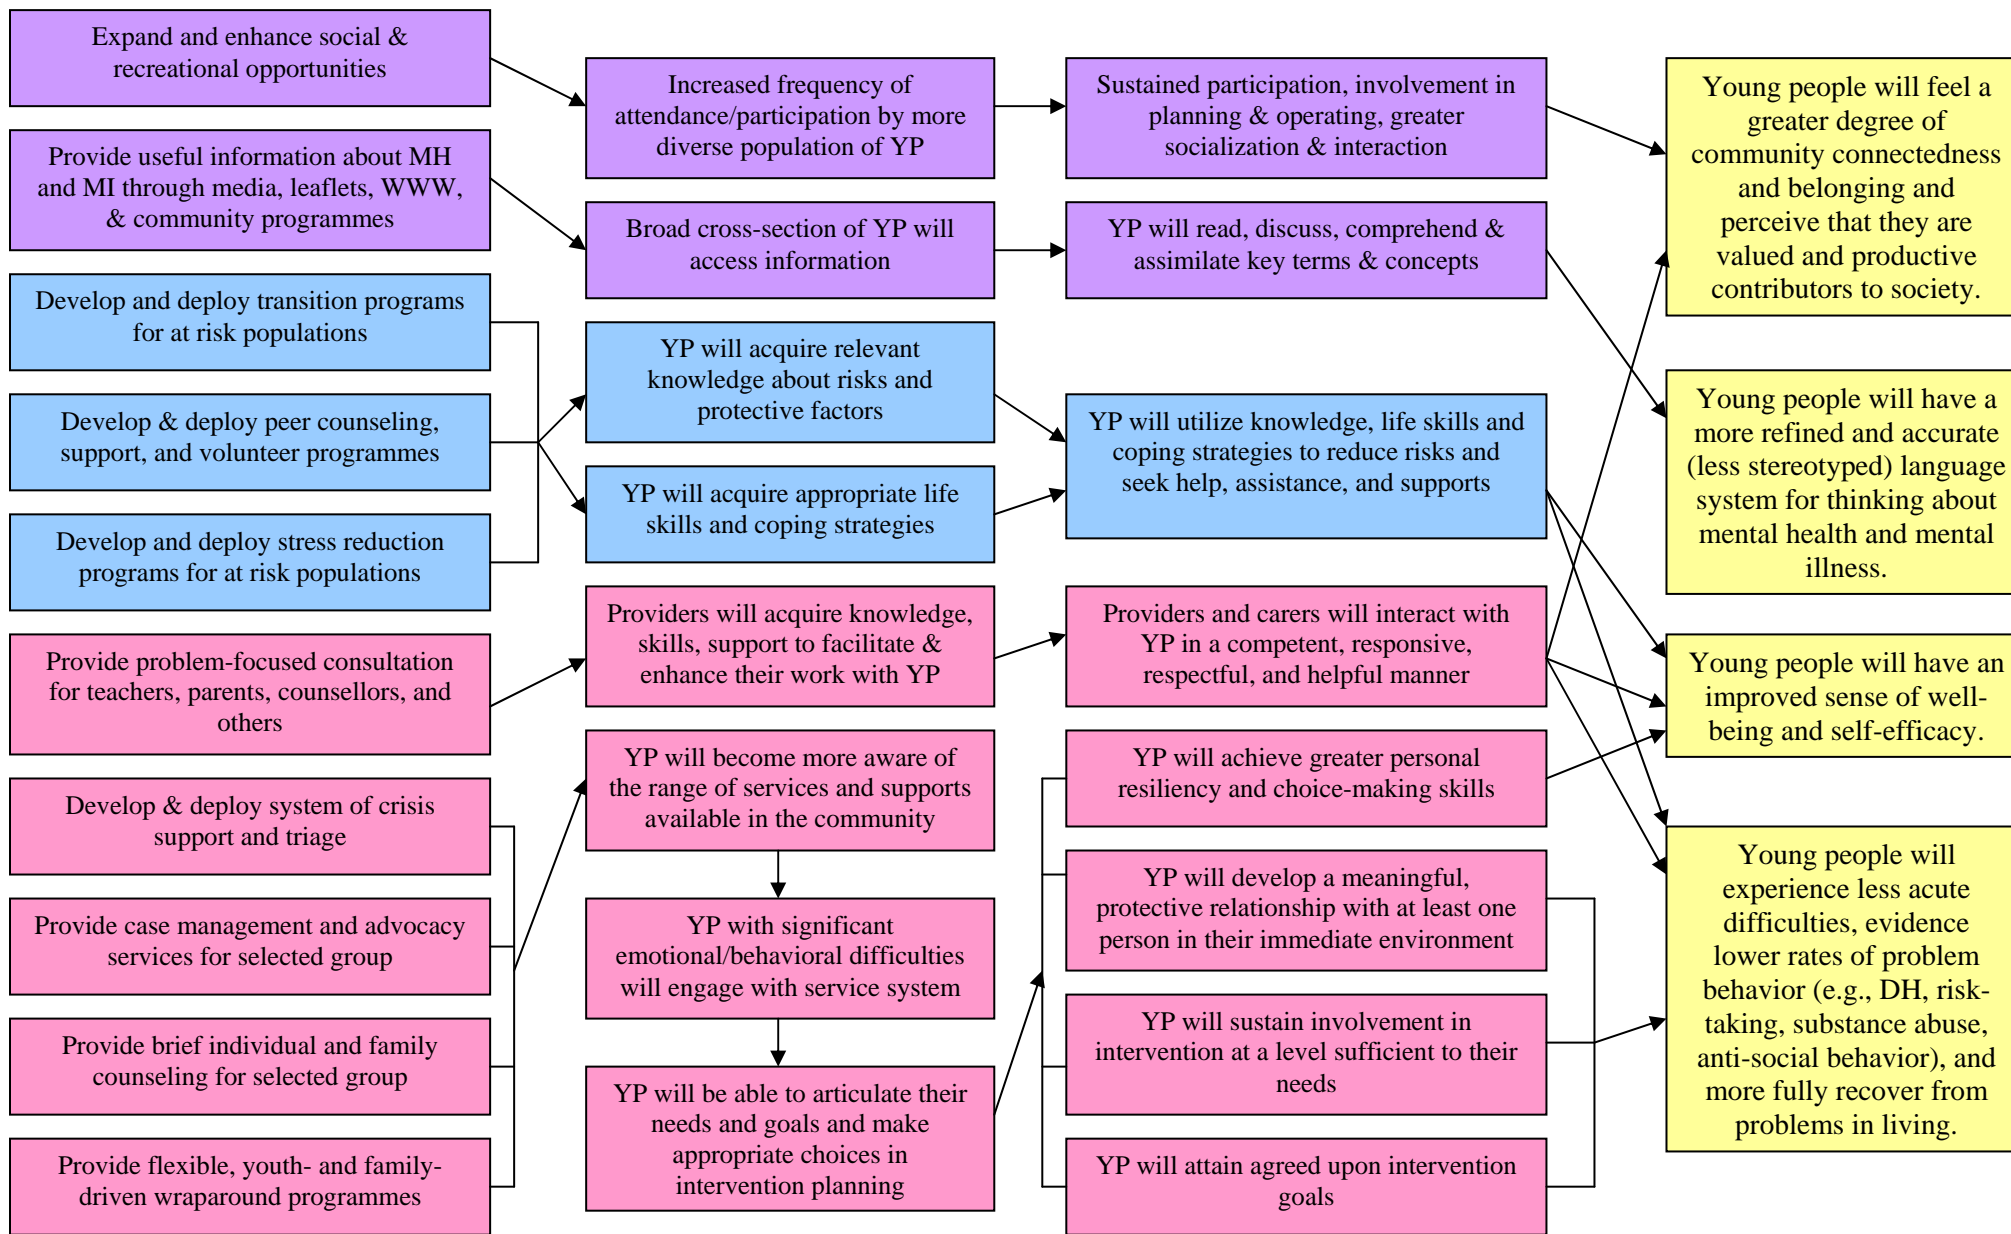 Expand and enhance social &
recreational opportunities
Provide useful information about MH
and MI through media, leaflets, WWW,
& community programmes
Develop and deploy transition programs
for at risk populations
Develop & deploy peer counseling,
support, and volunteer programmes
Develop and deploy stress reduction
programs for at risk populations
Provide problem-focused consultation
for teachers, parents, counsellors, and
others
Develop & deploy system of crisis
support and triage
Provide case management and advocacy
services for selected group
Provide brief individual and family
counseling for selected group
Provide flexible, youth- and family-
driven wraparound programmes
Increased frequency of
attendance/participation by more
diverse population of YP
Broad cross-section of YP will
access information
YP will acquire relevant
knowledge about risks and
protective factors
YP will acquire appropriate life
skills and coping strategies
Providers will acquire knowledge,
skills, support to facilitate &
enhance their work with YP
YP will become more aware of
the range of services and supports
available in the community
YP with significant
emotional/behavioral difficulties
will engage with service system
YP will be able to articulate their
needs and goals and make
appropriate choices in
intervention planning
Sustained participation, involvement in
planning & operating, greater
socialization & interaction
YP will read, discuss, comprehend &
assimilate key terms & concepts
YP will utilize knowledge, life skills and
coping strategies to reduce risks and
seek help, assistance, and supports
Providers and carers will interact with
YP in a competent, responsive,
respectful, and helpful manner
YP will achieve greater personal
resiliency and choice-making skills
YP will develop a meaningful,
protective relationship with at least one
person in their immediate environment
YP will sustain involvement in
intervention at a level sufficient to their
needs
YP will attain agreed upon intervention
goals
Young people will feel a
greater degree of
community connectedness
and belonging and
perceive that they are
valued and productive
contributors to society.
Young people will have a
more refined and accurate
(less stereotyped) language
system for thinking about
mental health and mental
illness.
Young people will have an
improved sense of well-
being and self-efficacy.
Young people will
experience less acute
difficulties, evidence
lower rates of problem
behavior (e.g., DH, risk-
taking, substance abuse,
anti-social behavior), and
more fully recover from
problems in living.